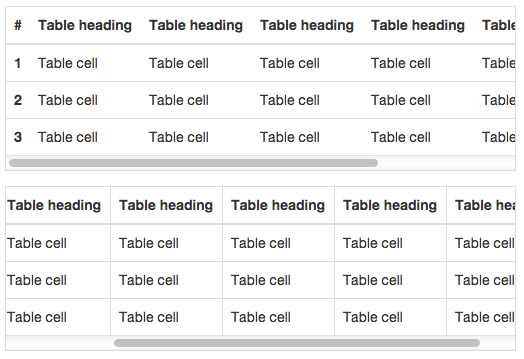 # Table heading Table heading Table heading Table heading Table
1 Table cell Table cell Table cell Table cell Table
2 Table cell Table cell Table cell Table cell Table
3 Table cell Table cell Table cell Table cell Table
Table heading Table heading Table heading Table heading Table hea
Table cell Table cell Table cell Table cell Table cell
Table cell Table cell Table cell Table cell Table cell
Table cell Table cell Table cell Table cell Table cell